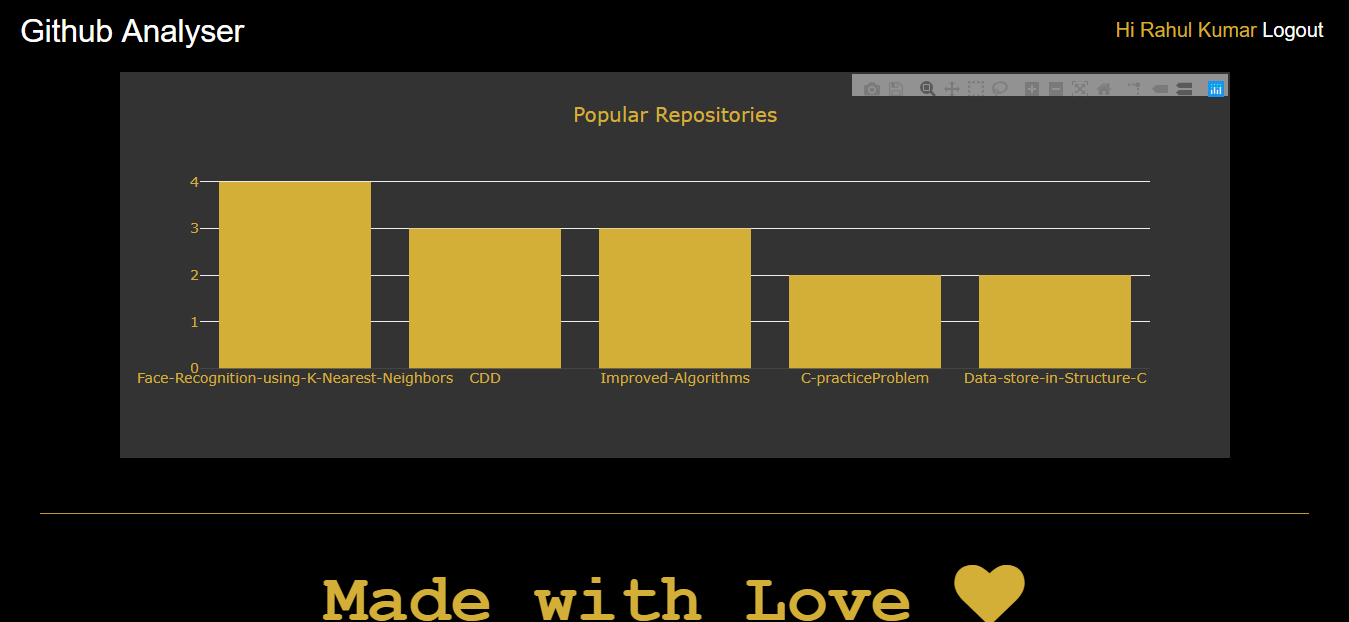 Github Analyser
Hi Rahul Kumar Logout
Popular Repositories
4
3
2
1
0
Face-Recognition-using-K-Nearest-Neighbors CDD Improved-Algorithms C-practiceProblem Data-store-in-Structure-C
Made with Love